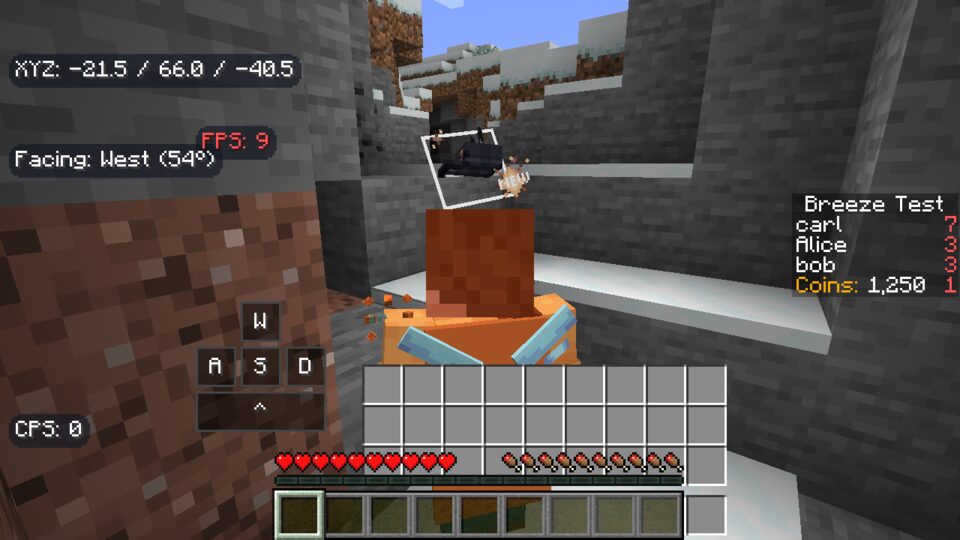 XYZ: -21.5 / 66.0 / -40.5
FPS: 9
Facing: West (54º)
Breeze Test
carl 7
Alice 3
bob 3
Coins: 1,250 1
W
A S D
^
CPS: 0